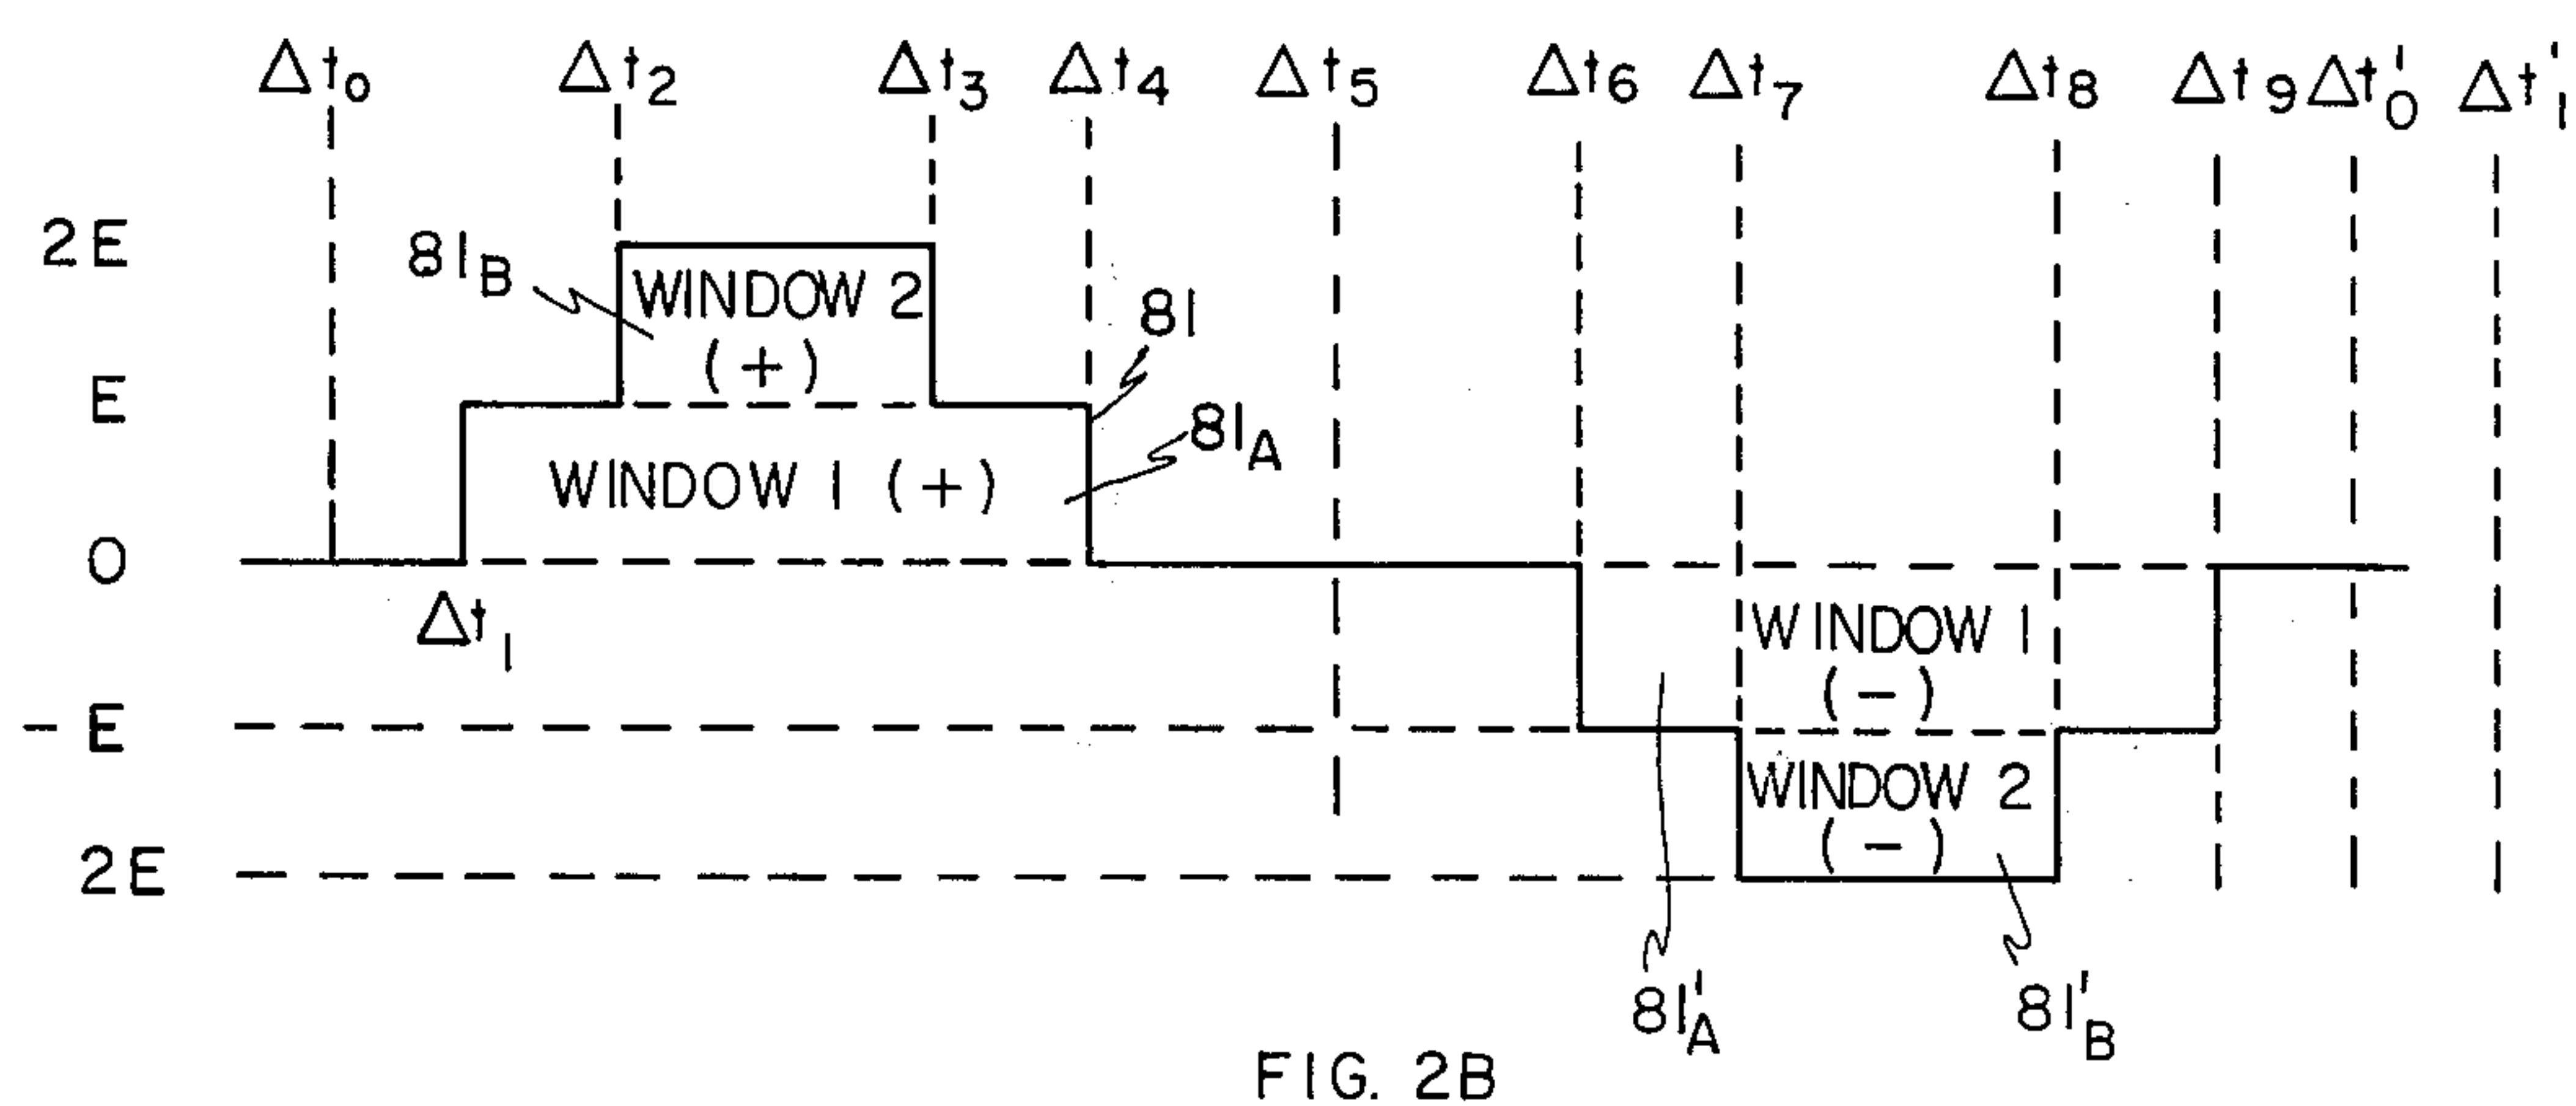 Δt₀ Δt₂ Δt₃ Δt₄ Δt₅ Δt₆ Δt₇ Δt₈ Δt₉ Δt'₀ Δt'₁
2E
81B
WINDOW 2
(+)
81
E
81A
WINDOW 1 (+)
0
Δt₁
WINDOW 1
(-)
- E
WINDOW 2
(-)
2E
81'A
81'B
FIG. 2B